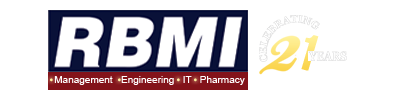 RBMI
•Management •Engineering •IT •Pharmacy
CELEBRATING
21
YEARS